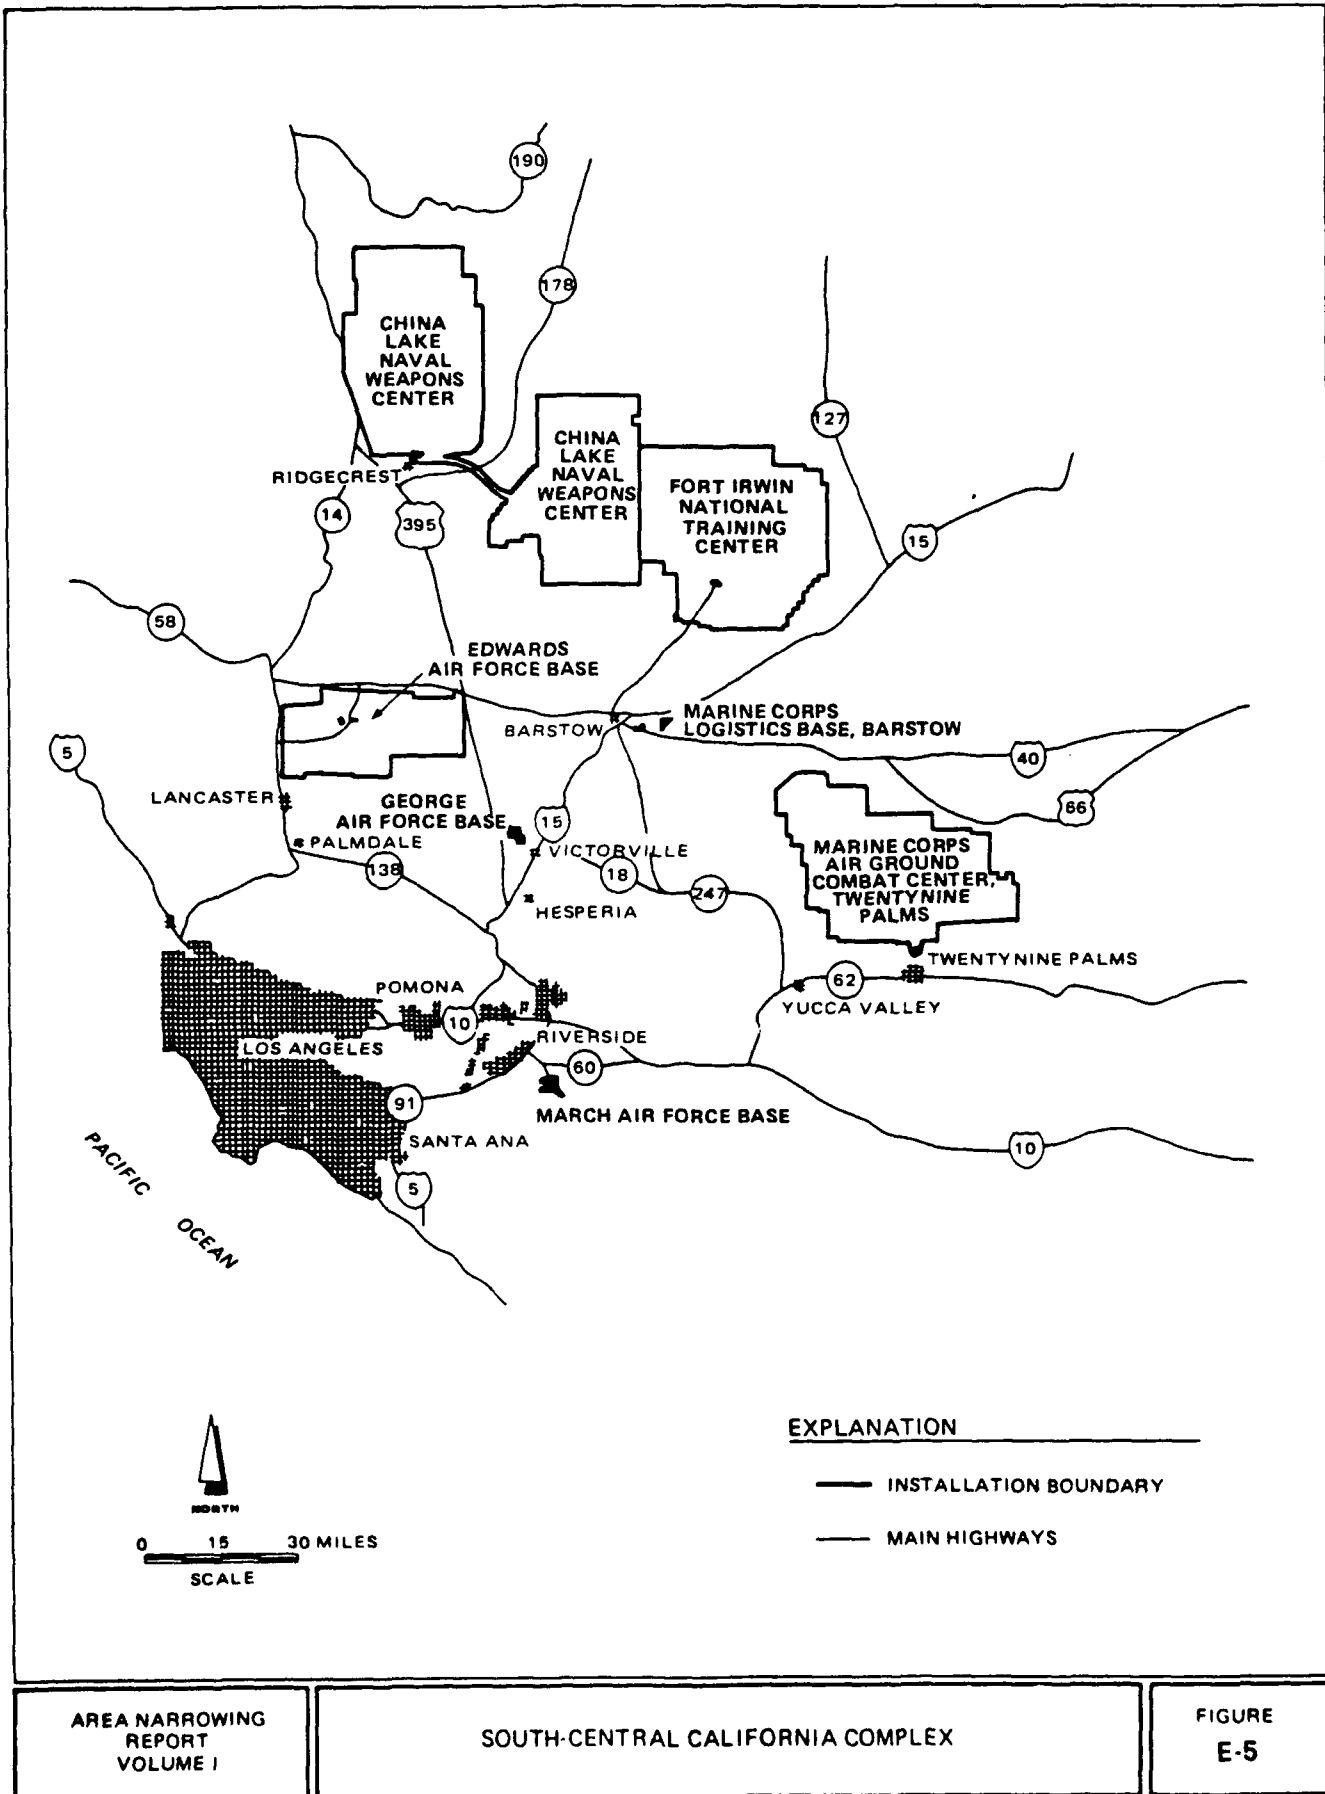 190
178
CHINA
LAKE
NAVAL
WEAPONS
CENTER
127
CHINA
LAKE
NAVAL
WEAPONS
CENTER
RIDGECREST
FORT IRWIN
NATIONAL
TRAINING
CENTER
14
395
15
58
EDWARDS
AIR FORCE BASE
MARINE CORPS
LOGISTICS BASE, BARSTOW
BARSTOW
5
40
LANCASTER
GEORGE
AIR FORCE BASE
66
15
PALMDALE
VICTORVILLE
138
18
247
MARINE CORPS
AIR GROUND
COMBAT CENTER,
TWENTYNINE
PALMS
HESPERIA
TWENTYNINE PALMS
POMONA
62
YUCCA VALLEY
10
RIVERSIDE
LOS ANGELES
60
91
MARCH AIR FORCE BASE
SANTA ANA
10
5
PACIFIC OCEAN
EXPLANATION
INSTALLATION BOUNDARY
MAIN HIGHWAYS
NORTH
0 15 30 MILES
SCALE
AREA NARROWING
REPORT
VOLUME I
SOUTH-CENTRAL CALIFORNIA COMPLEX
FIGURE
E-5